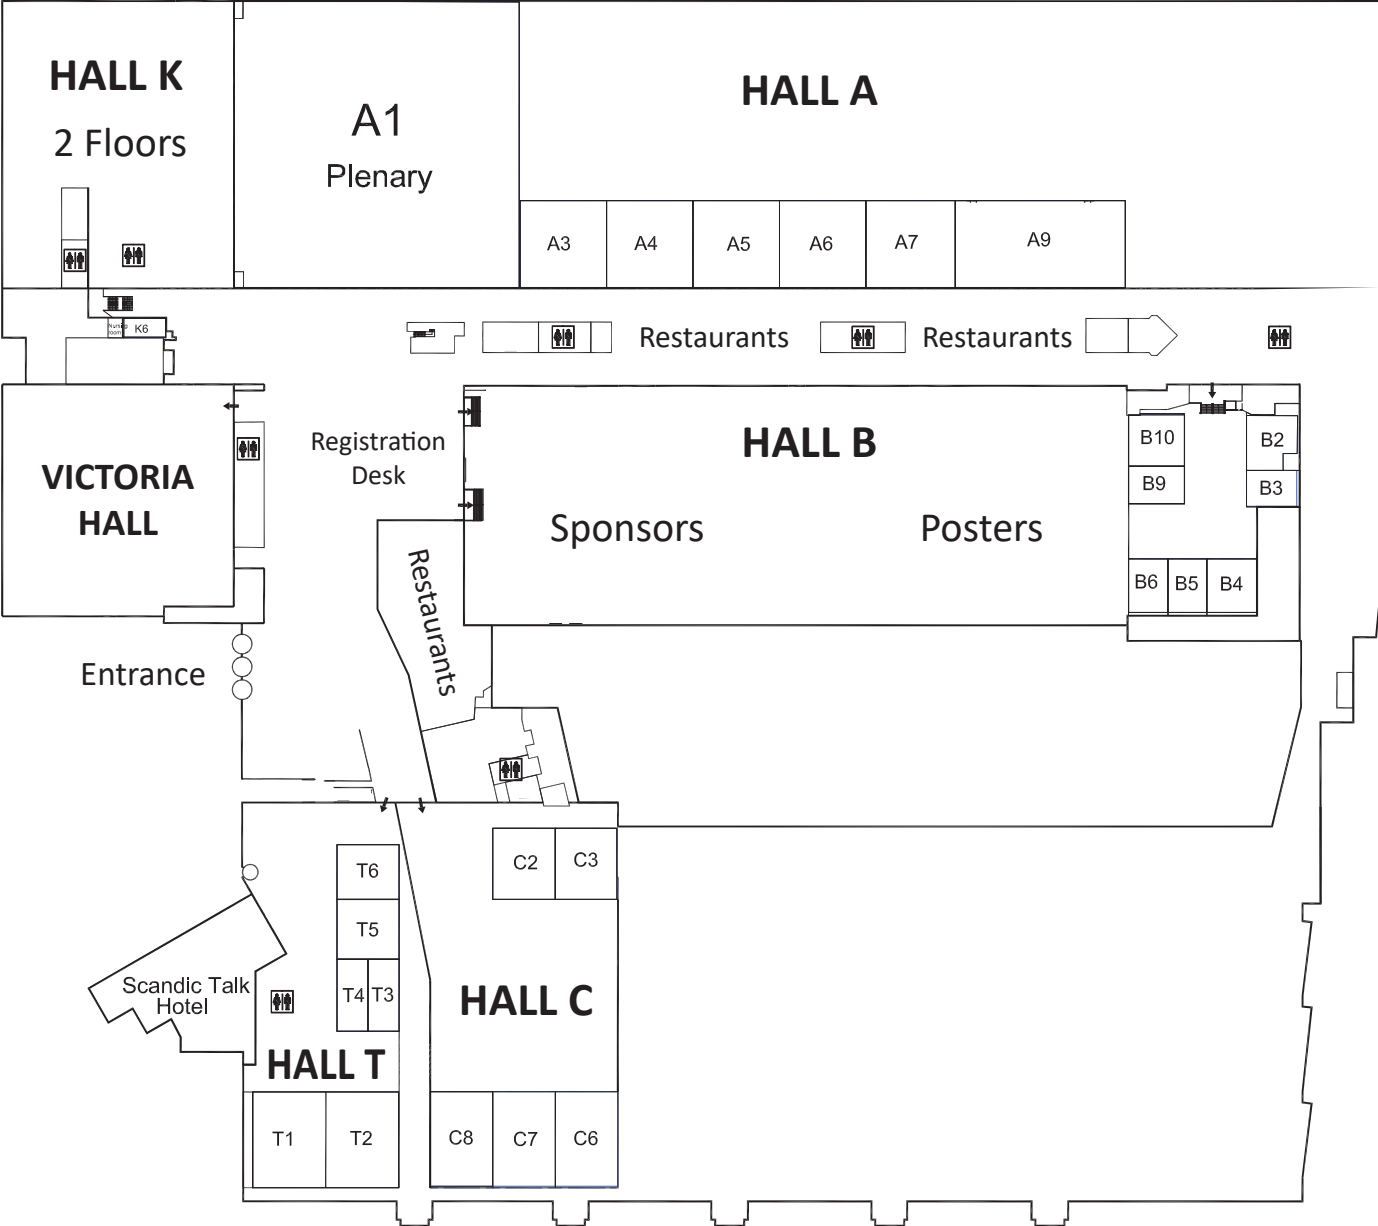 HALL K
2 Floors
A1
Plenary
HALL A
A3
A4
A5
A6
A7
A9
K6
Restaurants
Restaurants
Registration
Desk
HALL B
Sponsors
Posters
B10
B9
B2
B3
B6
B5
B4
VICTORIA
HALL
Restaurants
Entrance
T6
T5
T4
T3
C2
C3
Scandic Talk
Hotel
HALL T
HALL C
T1
T2
C8
C7
C6